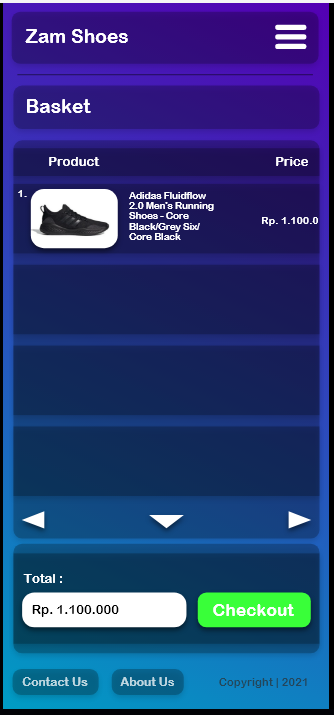 Zam Shoes
Basket
Product Price
1.
Adidas Fluidflow
2.0 Men's Running
Shoes - Core
Black/Grey Six/
Core Black
Rp. 1.100.0
Total :
Rp. 1.100.000
Checkout
Contact Us
About Us
Copyright | 2021